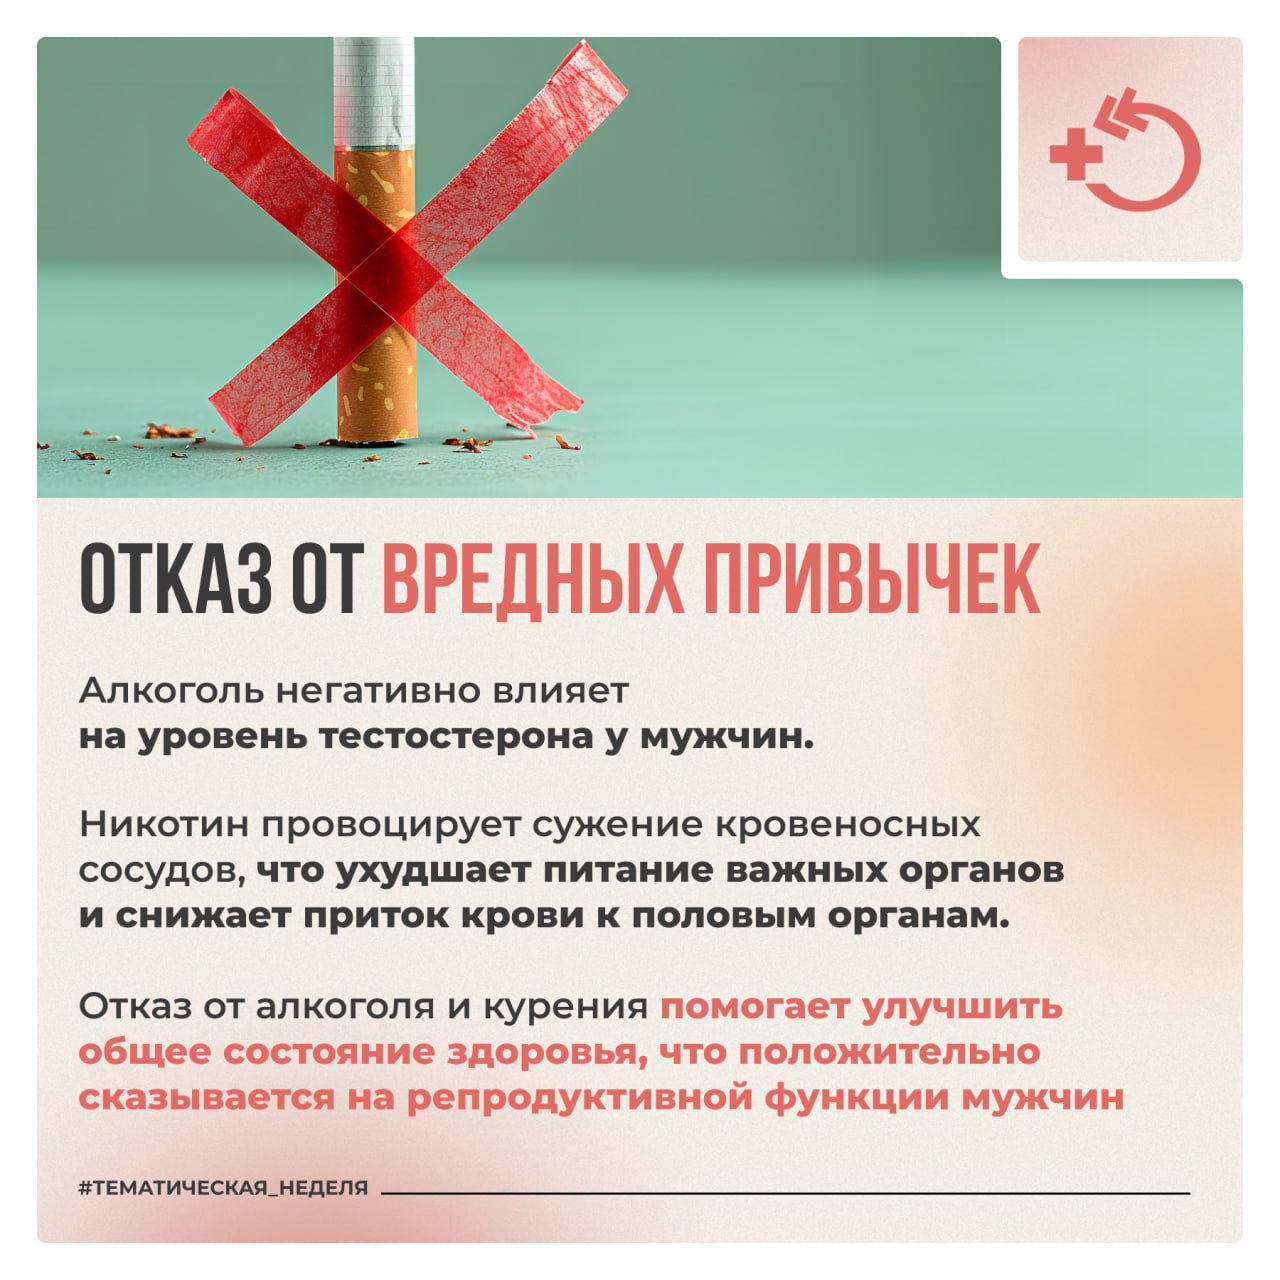 ОТКАЗ ОТ ВРЕДНЫХ ПРИВЫЧЕК
Алкоголь негативно влияет
на уровень тестостерона у мужчин.
Никотин провоцирует сужение кровеносных
сосудов, что ухудшает питание важных органов
и снижает приток крови к половым органам.
Отказ от алкоголя и курения помогает улучшить
общее состояние здоровья, что положительно
сказывается на репродуктивной функции мужчин
#ТЕМАТИЧЕСКАЯ_НЕДЕЛЯ